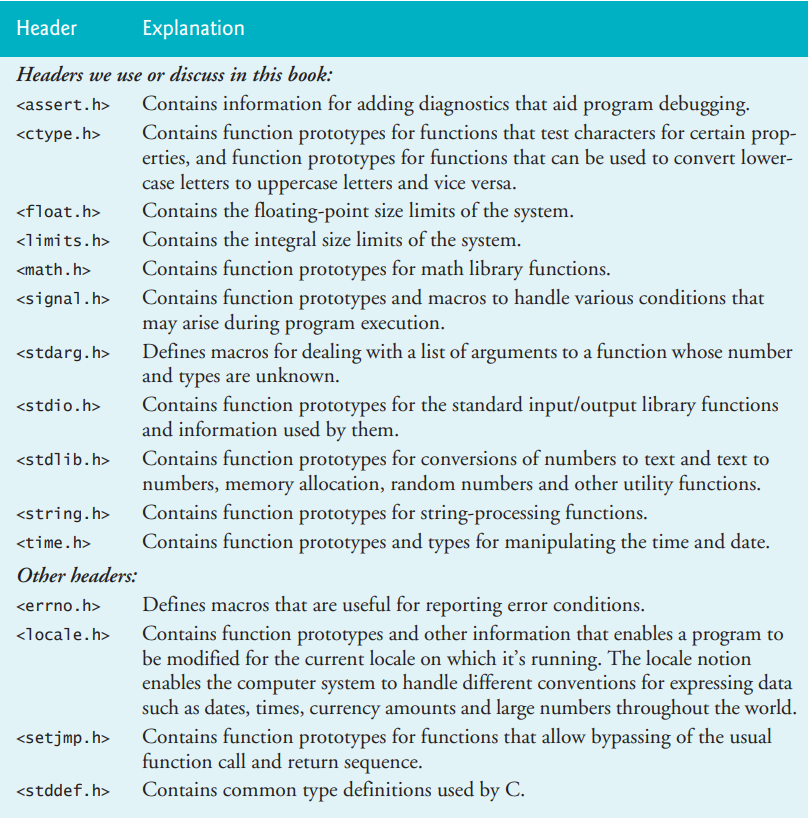 Header Explanation
Headers we use or discuss in this book:
<assert.h> Contains information for adding diagnostics that aid program debugging.
<ctype.h> Contains function prototypes for functions that test characters for certain prop-
erties, and function prototypes for functions that can be used to convert lower-
case letters to uppercase letters and vice versa.
<float.h> Contains the floating-point size limits of the system.
<limits.h> Contains the integral size limits of the system.
<math.h> Contains function prototypes for math library functions.
<signal.h> Contains function prototypes and macros to handle various conditions that
may arise during program execution.
<stdarg.h> Defines macros for dealing with a list of arguments to a function whose number
and types are unknown.
<stdio.h> Contains function prototypes for the standard input/output library functions
and information used by them.
<stdlib.h> Contains function prototypes for conversions of numbers to text and text to
numbers, memory allocation, random numbers and other utility functions.
<string.h> Contains function prototypes for string-processing functions.
<time.h> Contains function prototypes and types for manipulating the time and date.
Other headers:
<errno.h> Defines macros that are useful for reporting error conditions.
<locale.h> Contains function prototypes and other information that enables a program to
be modified for the current locale on which it’s running. The locale notion
enables the computer system to handle different conventions for expressing data
such as dates, times, currency amounts and large numbers throughout the world.
<setjmp.h> Contains function prototypes for functions that allow bypassing of the usual
function call and return sequence.
<stddef.h> Contains common type definitions used by C.